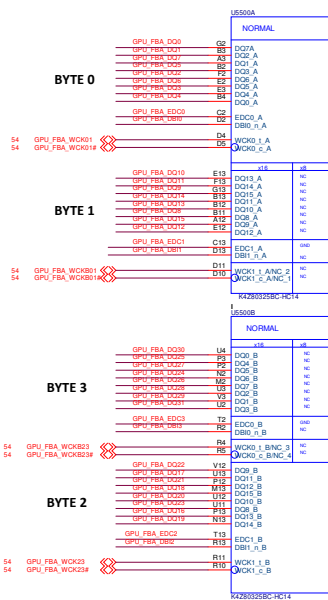 U5500A
NORMAL
GPU_FBA_DQ0 G2 DQ7A
GPU_FBA_DQ1 B3 DQ2_A
GPU_FBA_DQ7 A3 DQ1_A
GPU_FBA_DQ5 B2 DQ3_A
BYTE 0
GPU_FBA_DQ2 F2 DQ6_A
GPU_FBA_DQ6 E2 DQ5_A
GPU_FBA_DQ3 E3 DQ4_A
GPU_FBA_DQ4 B4 DQ0_A
GPU_FBA_EDC0 C2 EDC0_A
GPU_FBA_DBI0 D2 DBI0_n_A
54 GPU_FBA_WCK01 D4 WCK0_t_A
54 GPU_FBA_WCK01# D5 WCK0_c_A
x16 x8
GPU_FBA_DQ10 E13 DQ13_A NC
GPU_FBA_DQ11 F13 DQ14_A NC
GPU_FBA_DQ9 G13 DQ15_A NC
GPU_FBA_DQ14 B13 DQ11_A NC
BYTE 1
GPU_FBA_DQ13 B12 DQ10_A NC
GPU_FBA_DQ8 B11 DQ8_A NC
GPU_FBA_DQ15 A12 DQ9_A NC
GPU_FBA_DQ12 E12 DQ12_A NC
GPU_FBA_EDC1 C13 EDC1_A GND
GPU_FBA_DBI1 D13 DBI1_n_A NC
54 GPU_FBA_WCKB01 D11 WCK1_t_A/NC_2 NC
54 GPU_FBA_WCKB01# D10 WCK1_c_A/NC_1 NC
K4Z80325BC-HC14
U5500B
NORMAL
x16 x8
GPU_FBA_DQ30 U4 DQ0_B NC
GPU_FBA_DQ25 P3 DQ4_B NC
GPU_FBA_DQ27 P2 DQ5_B NC
GPU_FBA_DQ24 N2 DQ6_B NC
BYTE 3
GPU_FBA_DQ26 M2 DQ7_B NC
GPU_FBA_DQ28 U3 DQ2_B NC
GPU_FBA_DQ29 V3 DQ1_B NC
GPU_FBA_DQ31 U2 DQ3_B NC
GPU_FBA_EDC3 T2 EDC0_B GND
GPU_FBA_DBI3 R2 DBI0_n_B NC
54 GPU_FBA_WCKB23 R4 WCK0_t_B/NC_3 NC
54 GPU_FBA_WCKB23# R5 WCK0_c_B/NC_4 NC
GPU_FBA_DQ22 V12 DQ9_B
GPU_FBA_DQ17 U13 DQ11_B
GPU_FBA_DQ21 P12 DQ12_B
GPU_FBA_DQ18 M13 DQ15_B
BYTE 2
GPU_FBA_DQ20 U12 DQ10_B
GPU_FBA_DQ23 U11 DQ8_B
GPU_FBA_DQ16 P13 DQ13_B
GPU_FBA_DQ19 N13 DQ14_B
GPU_FBA_EDC2 T13 EDC1_B
GPU_FBA_DBI2 R13 DBI1_n_B
54 GPU_FBA_WCK23 R11 WCK1_t_B
54 GPU_FBA_WCK23# R10 WCK1_c_B
K4Z80325BC-HC14